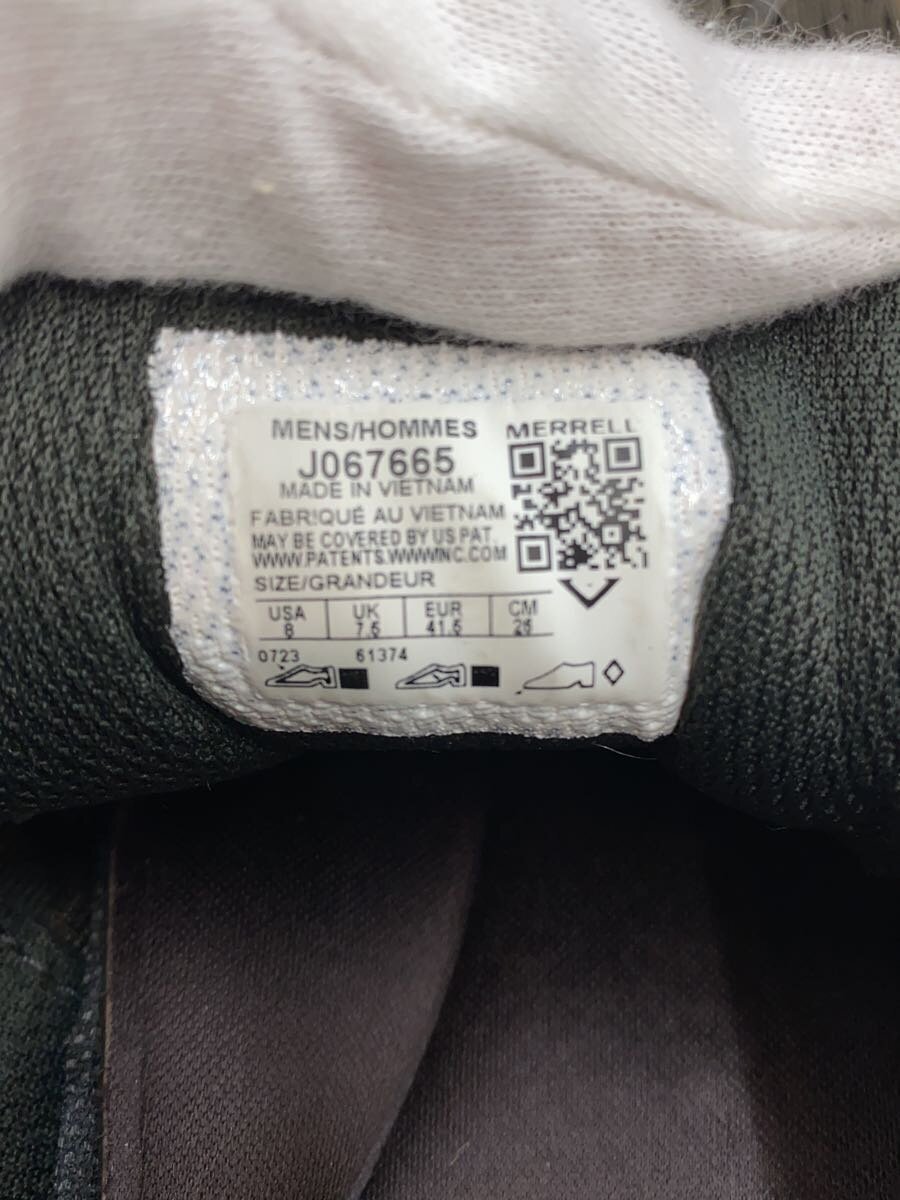 MENS/HOMMES
MERRELL
J067665
MADE IN VIETNAM
FABRIQUÉ AU VIETNAM
MAY BE COVERED BY US PAT.
WWW.PATENTS.WWWINC.COM
SIZE/GRANDEUR
USA UK EUR CM
8 7.5 41.5 26
0723 61374